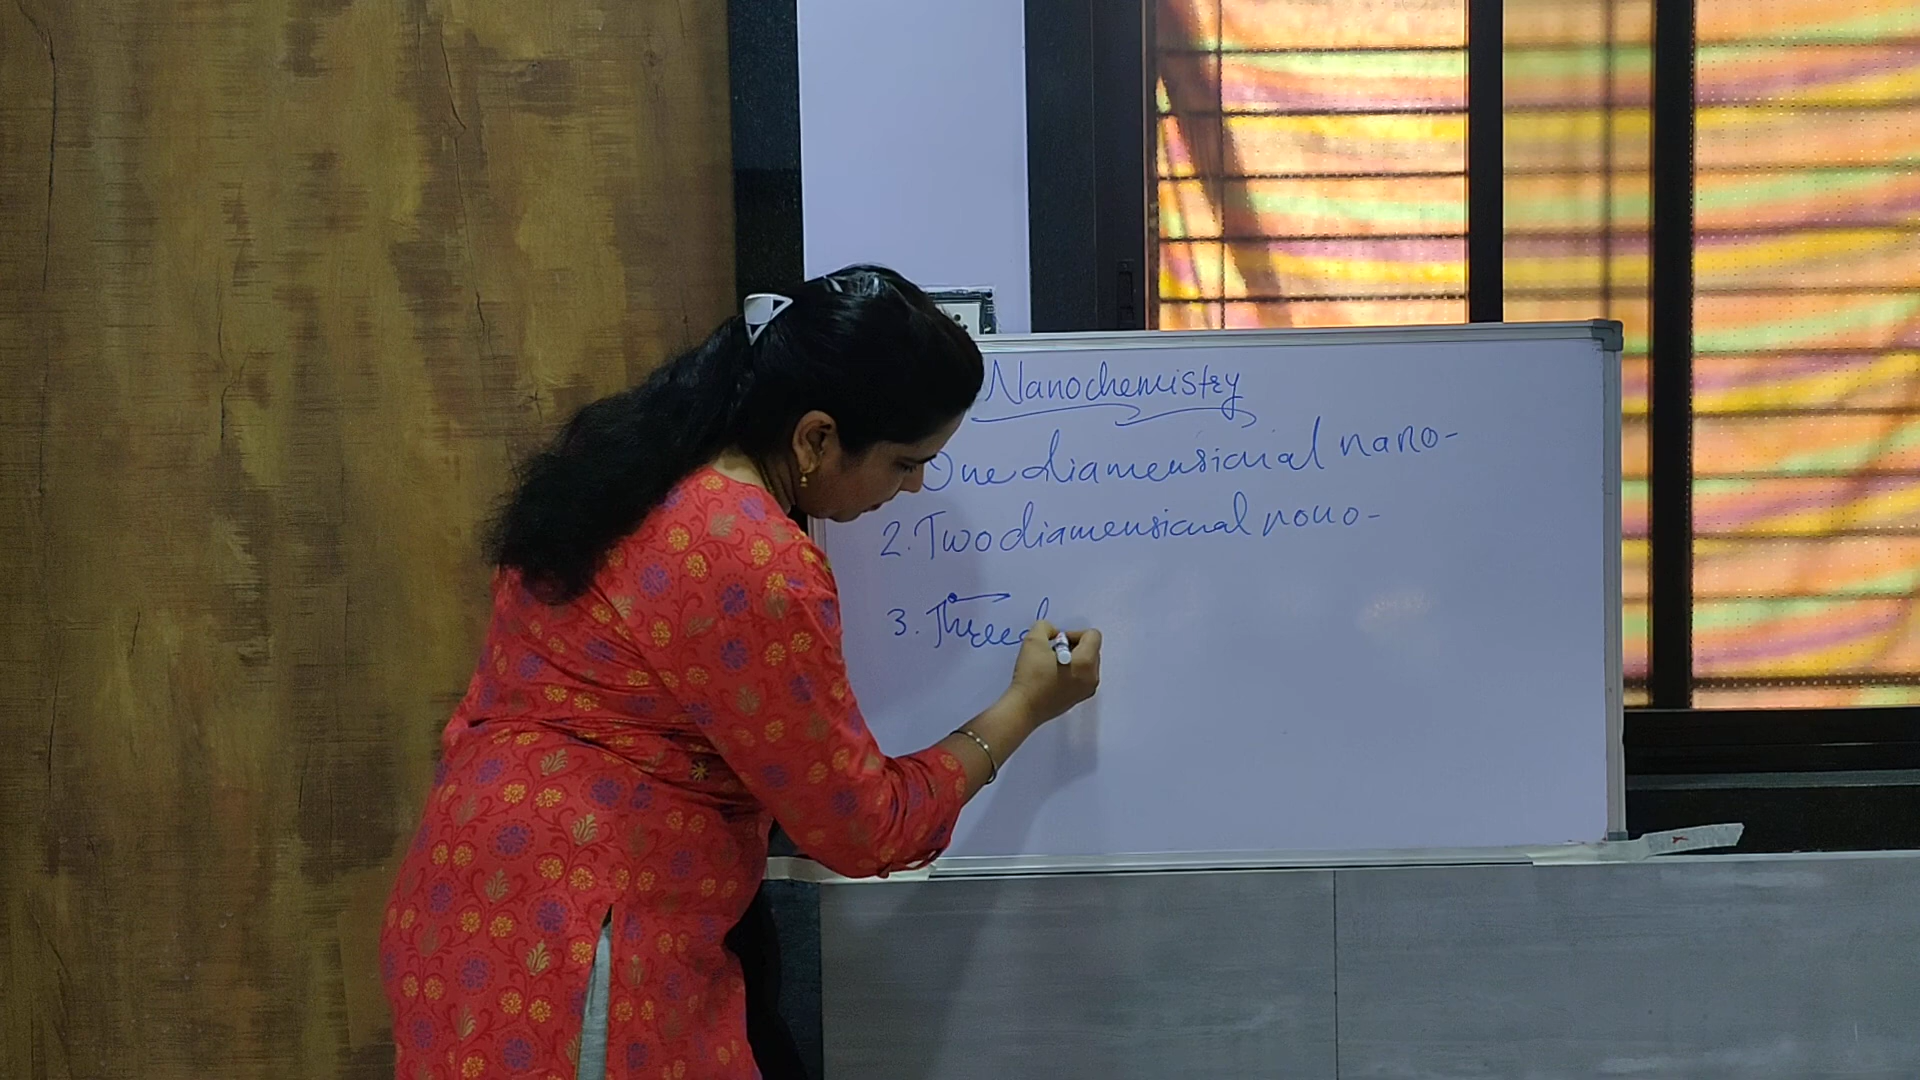 Nanochemistry
One diamensional nano-
2. Two diamensional nano-
3. Three d